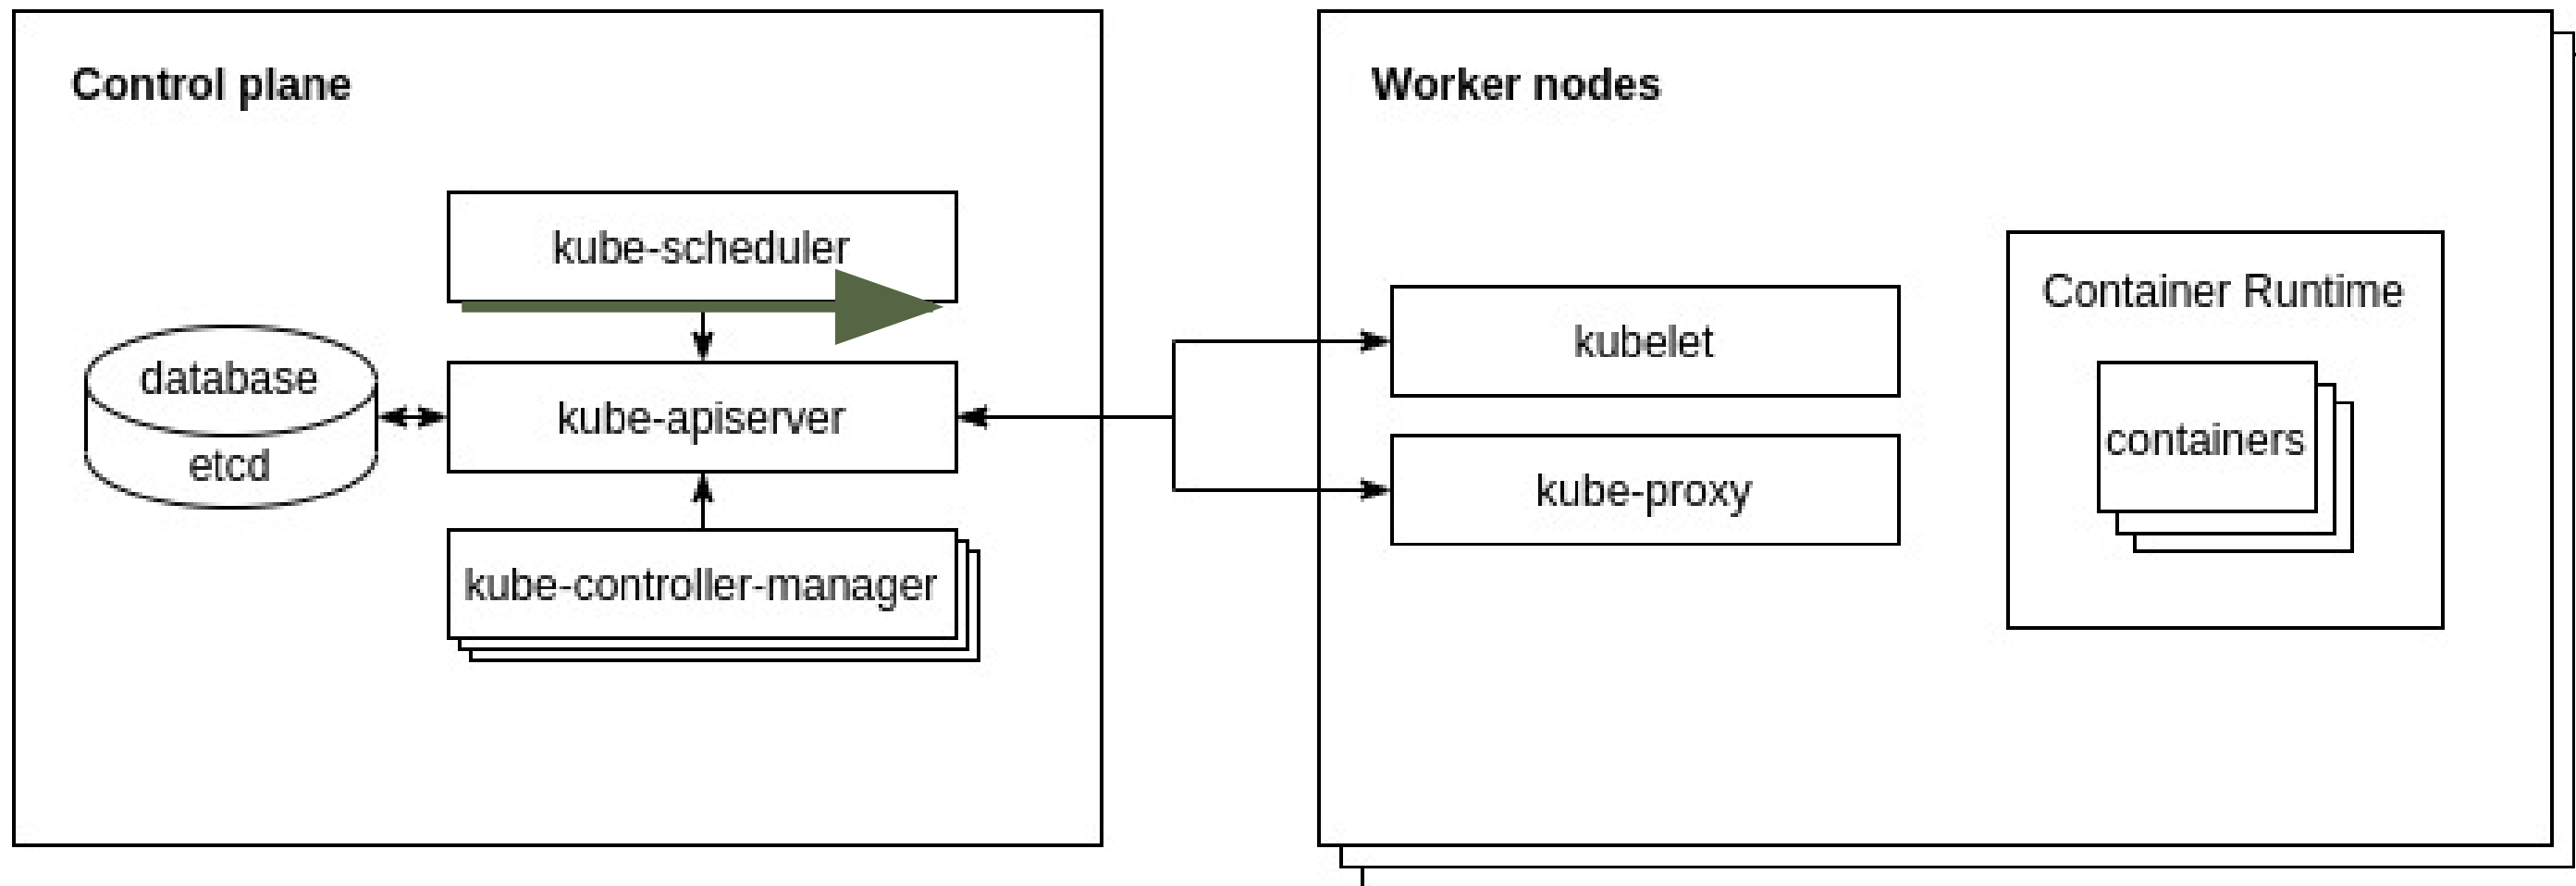 Control plane
kube-scheduler
database
etcd
kube-apiserver
kube-controller-manager
Worker nodes
kubelet
kube-proxy
Container Runtime
containers